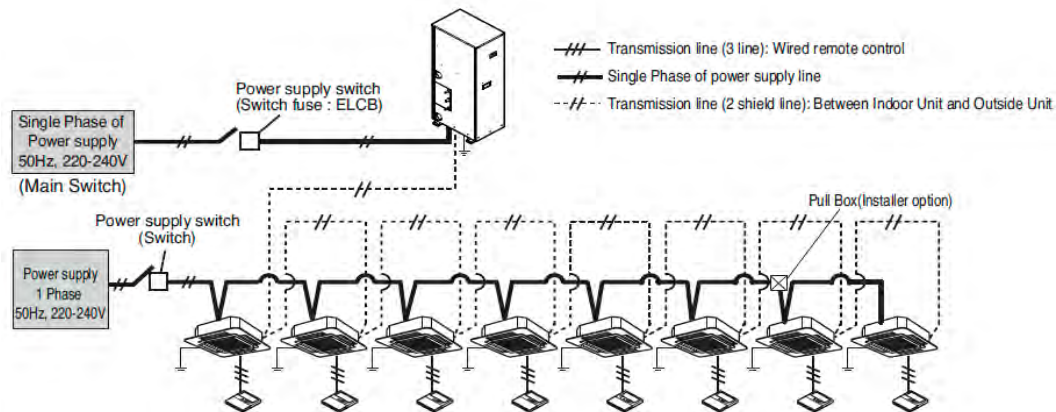 Transmission line (3 line): Wired remote control
Single Phase of power supply line
Transmission line (2 shield line): Between Indoor Unit and Outside Unit
Power supply switch
(Switch fuse : ELCB)
Single Phase of
Power supply
50Hz, 220-240V
(Main Switch)
Pull Box(Installer option)
Power supply switch
(Switch)
Power supply
1 Phase
50Hz, 220-240V